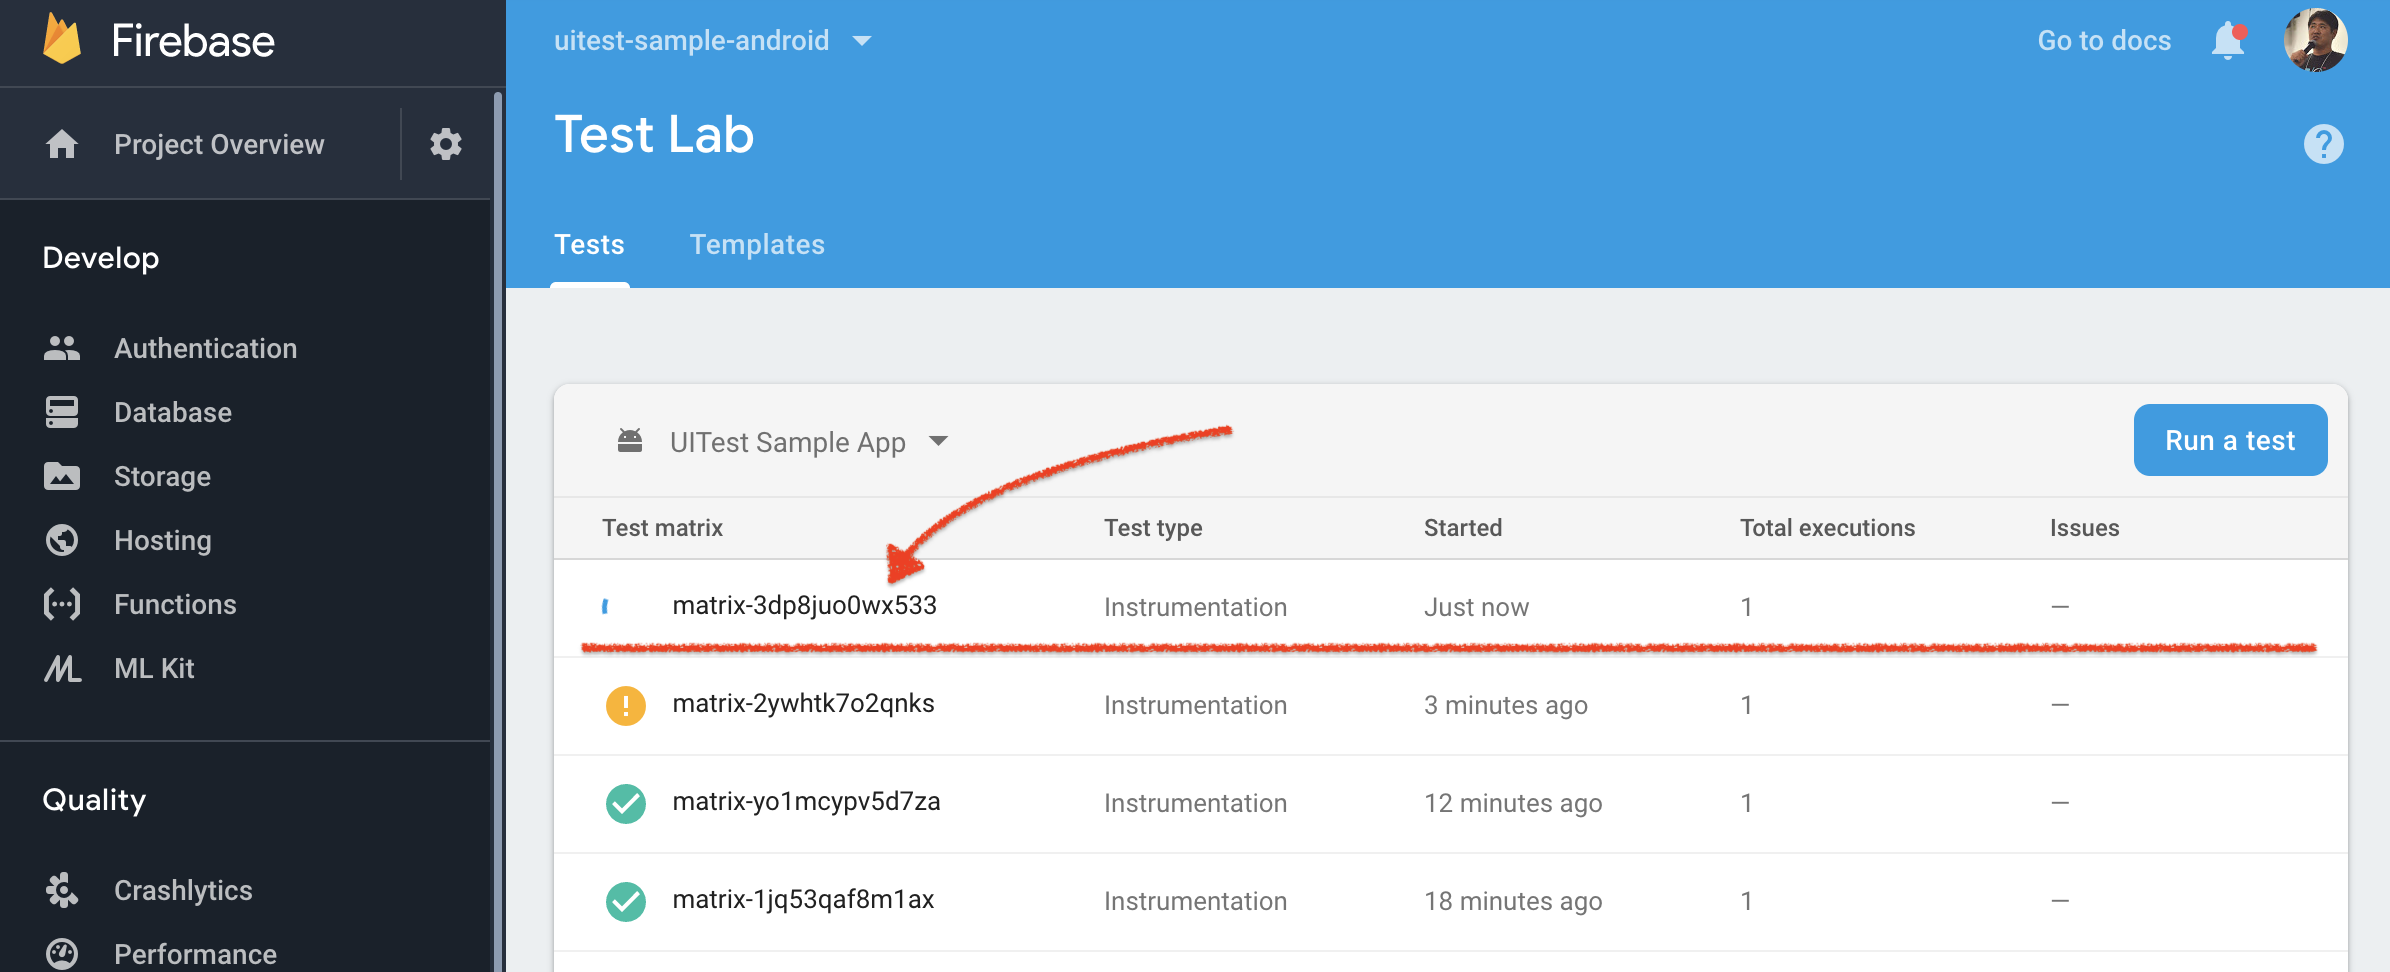 Firebase
uitest-sample-android
Go to docs
Project Overview
Test Lab
?
Tests
Templates
Develop
Authentication
Database
Storage
Hosting
Functions
ML Kit
Quality
Crashlytics
Performance
UITest Sample App
Run a test
Test matrix Test type Started Total executions Issues
matrix-3dp8juo0wx533 Instrumentation Just now 1 —
matrix-2ywhtk7o2qnks Instrumentation 3 minutes ago 1 —
matrix-yo1mcypv5d7za Instrumentation 12 minutes ago 1 —
matrix-1jq53qaf8m1ax Instrumentation 18 minutes ago 1 —